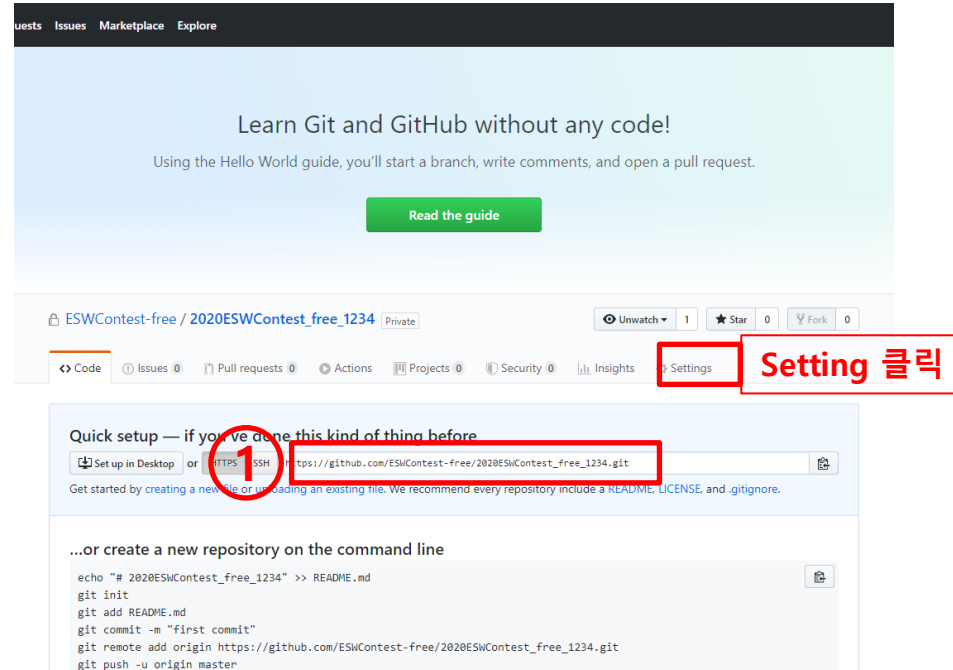 uests Issues Marketplace Explore
Learn Git and GitHub without any code!
Using the Hello World guide, you'll start a branch, write comments, and open a pull request.
Read the guide
ESWContest-free / 2020ESWContest_free_1234 Private
Unwatch 1 Star 0 Fork 0
Code Issues 0 Pull requests 0 Actions Projects 0 Security 0 Insights Settings
Setting 클릭
Quick setup — if you've done this kind of thing before
Set up in Desktop or HTTPS SSH https://github.com/ESWContest-free/2020ESWContest_free_1234.git
1
Get started by creating a new file or uploading an existing file. We recommend every repository include a README, LICENSE, and .gitignore.
...or create a new repository on the command line
echo "# 2020ESWContest_free_1234" >> README.md
git init
git add README.md
git commit -m "first commit"
git remote add origin https://github.com/ESWContest-free/2020ESWContest_free_1234.git
git push -u origin master